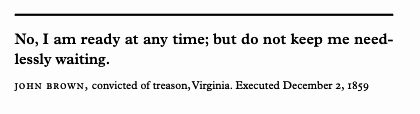 No, I am ready at any time; but do not keep me need-
lessly waiting.
JOHN BROWN, convicted of treason, Virginia. Executed December 2, 1859